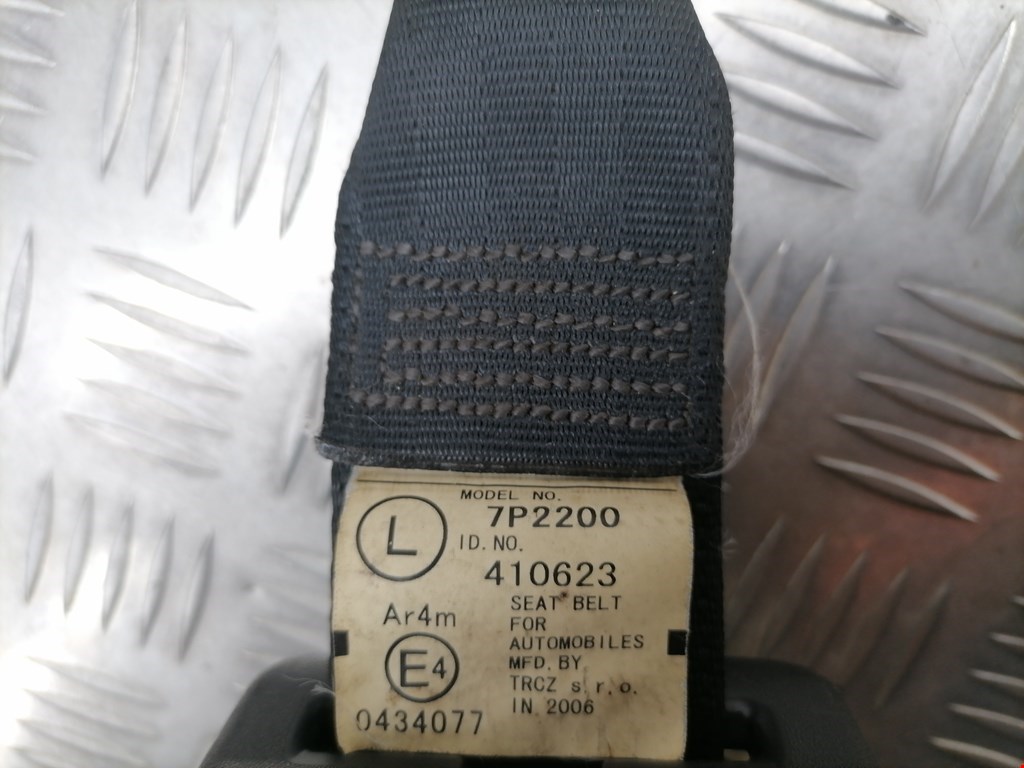 MODEL NO.
L
7P2200
ID. NO.
410623
Ar4m
SEAT BELT
FOR
AUTOMOBILES
E4
MFD. BY
TRCZ s.r.o.
IN 2006
0434077